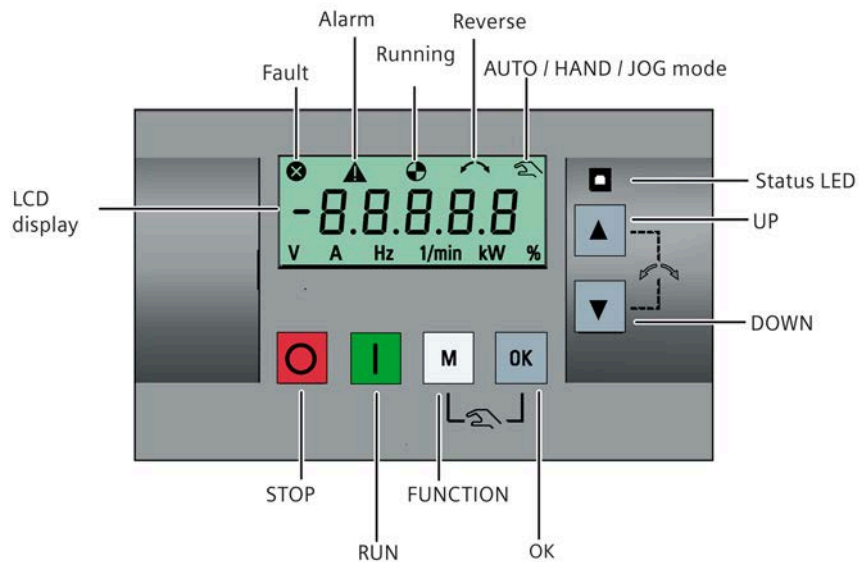 Alarm
Reverse
Running
Fault
AUTO / HAND / JOG mode
LCD
display
-8.8.8.8.8
V A Hz 1/min kW %
Status LED
UP
DOWN
M
OK
STOP
FUNCTION
RUN
OK